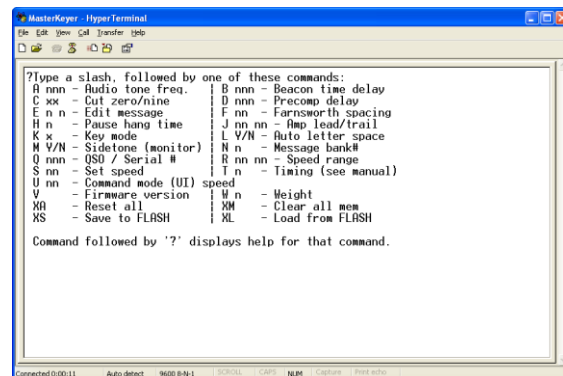 MasterKeyer - HyperTerminal
File Edit View Call Transfer Help
?Type a slash, followed by one of these commands:
A nnn - Audio tone freq. | B nnn - Beacon time delay
C xx - Cut zero/nine | D nnn - Precomp delay
E n n - Edit message | F nn - Farnsworth spacing
H n - Pause hang time | J nn nn - Amp lead/trail
K x - Key mode | L Y/N - Auto letter space
M Y/N - Sidetone (monitor) | N n - Message bank#
Q nnn - QSO / Serial # | R nn nn - Speed range
S nn - Set speed | T n - Timing (see manual)
U nn - Command mode (UI) speed
V - Firmware version | W n - Weight
XA - Reset all | XM - Clear all mem
XS - Save to FLASH | XL - Load from FLASH
Command followed by '?' displays help for that command.
Connected 0:00:11 Auto detect 9600 8-N-1 SCROLL CAPS NUM Capture Print echo